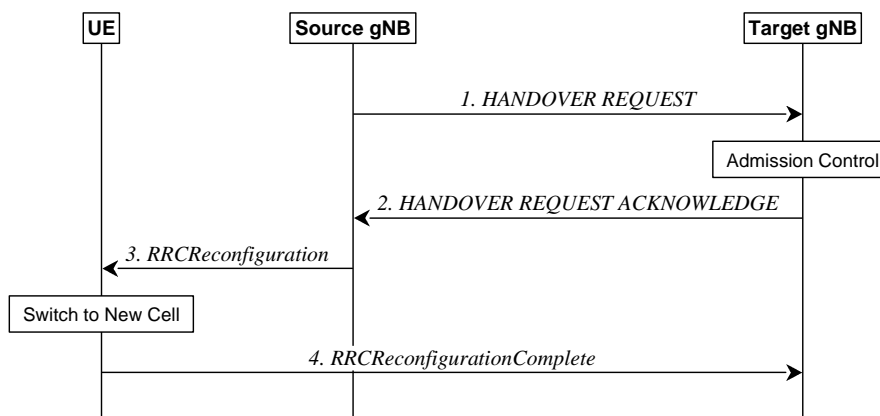 UE
Source gNB
Target gNB
1. HANDOVER REQUEST
Admission Control
2. HANDOVER REQUEST ACKNOWLEDGE
3. RRCReconfiguration
Switch to New Cell
4. RRCReconfigurationComplete